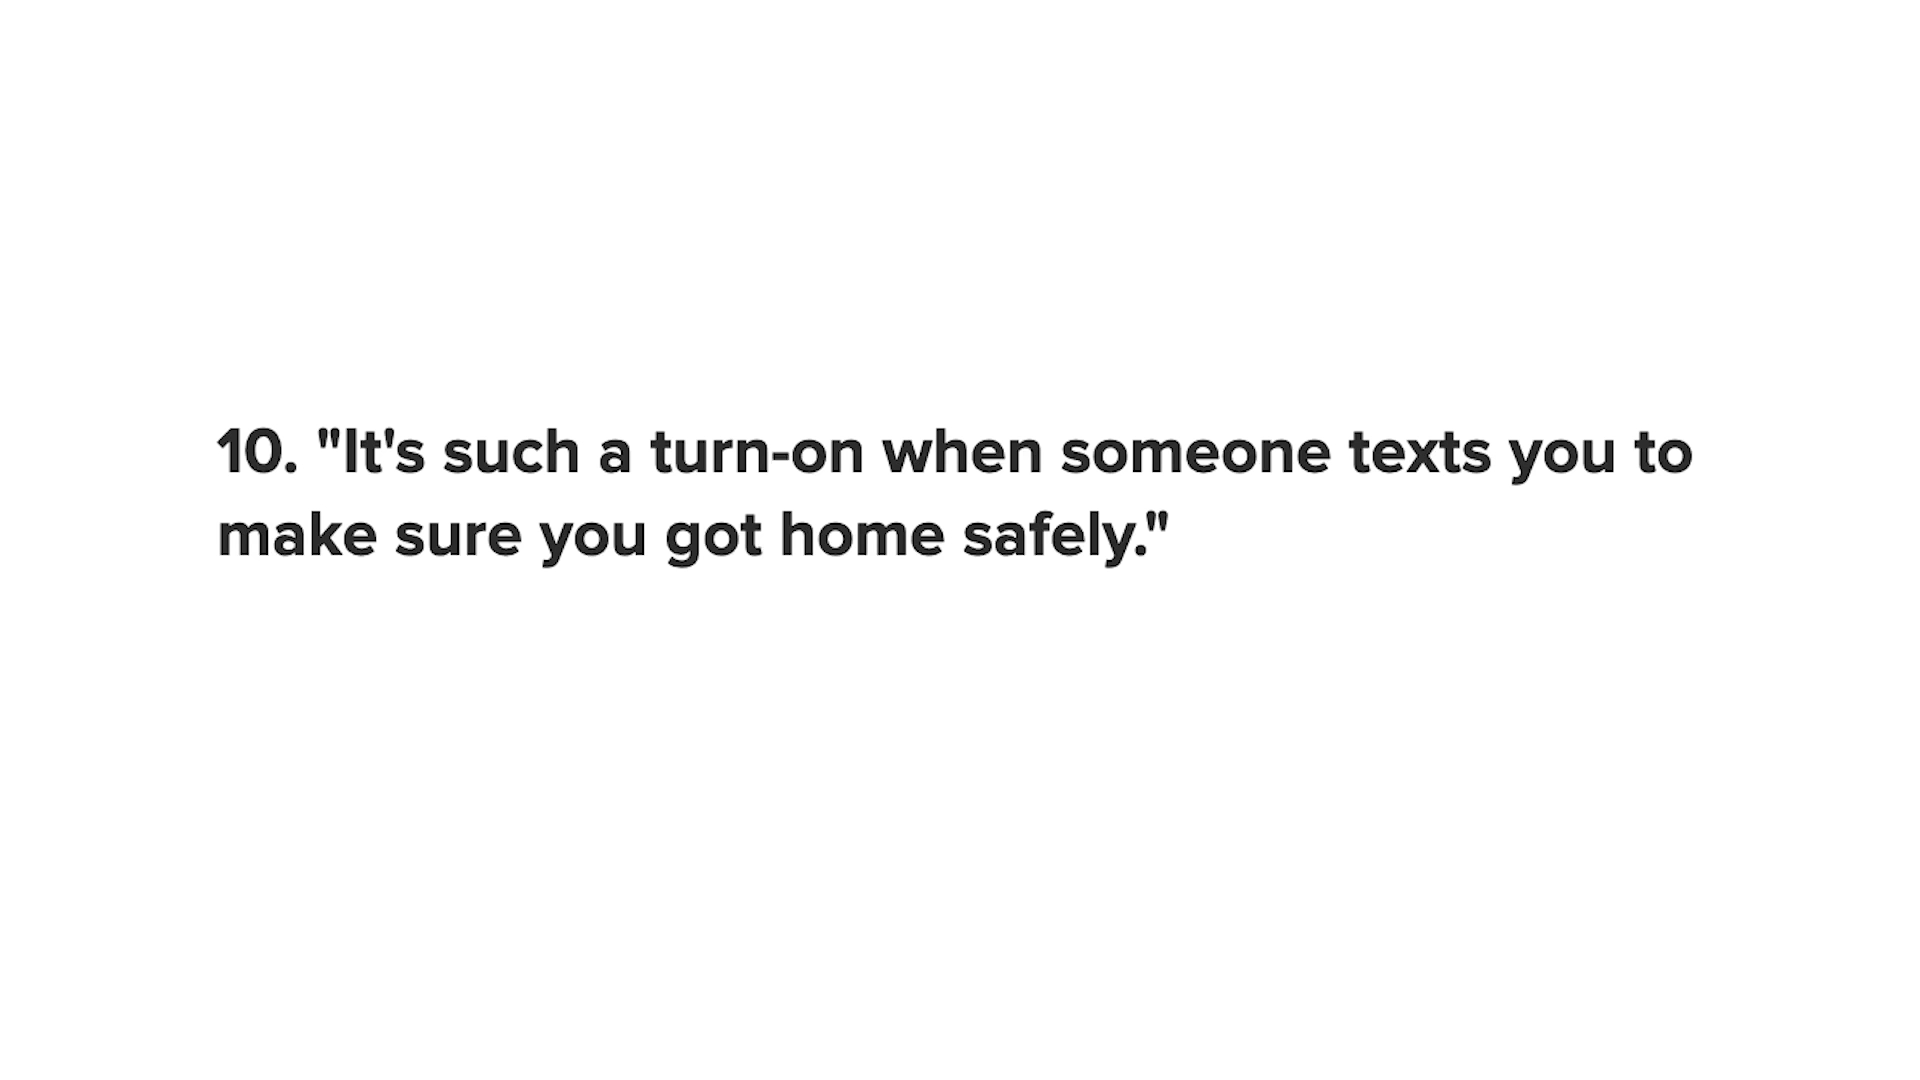 10. "It's such a turn-on when someone texts you to
make sure you got home safely."